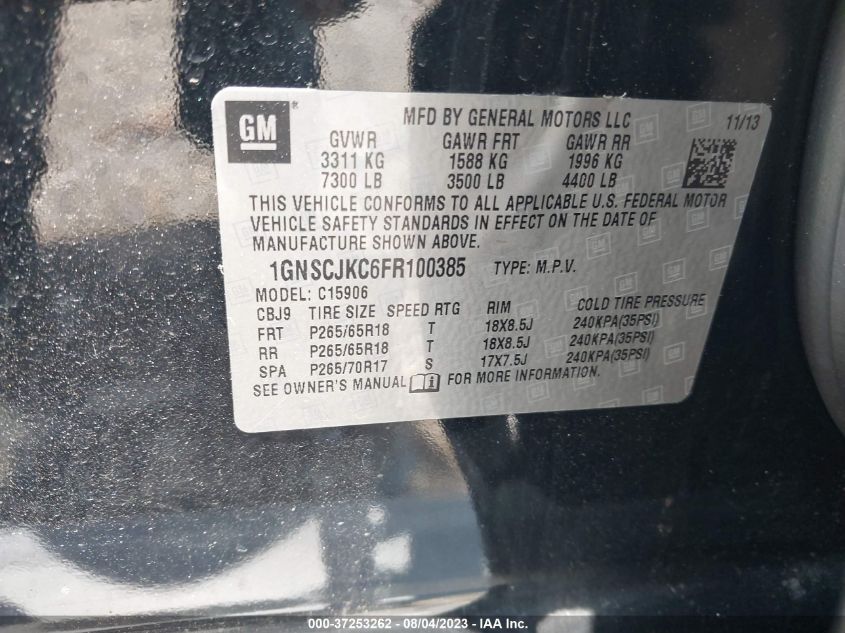 GM ®
MFD BY GENERAL MOTORS LLC 11/13
GVWR GAWR FRT GAWR RR
3311 KG 1588 KG 1996 KG
7300 LB 3500 LB 4400 LB
THIS VEHICLE CONFORMS TO ALL APPLICABLE U.S. FEDERAL MOTOR
VEHICLE SAFETY STANDARDS IN EFFECT ON THE DATE OF
MANUFACTURE SHOWN ABOVE.
1GNSCJKC6FR100385 TYPE: M.P.V.
MODEL: C15906
CBJ9 TIRE SIZE SPEED RTG RIM COLD TIRE PRESSURE
FRT P265/65R18 T 18X8.5J 240KPA(35PSI)
RR P265/65R18 T 18X8.5J 240KPA(35PSI)
SPA P265/70R17 S 17X7.5J 240KPA(35PSI)
SEE OWNER'S MANUAL FOR MORE INFORMATION.
000-37253262 - 08/04/2023 - IAA Inc.